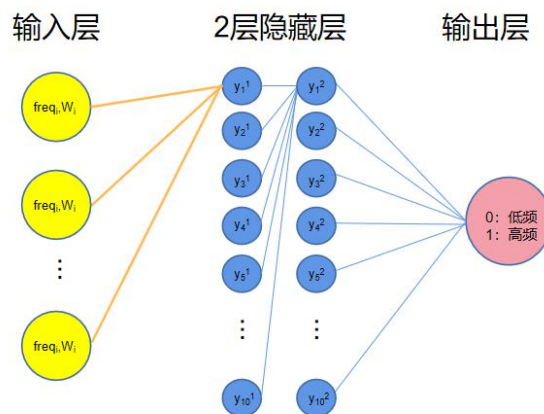 输入层 2层隐藏层 输出层
freqᵢ,Wᵢ
freqᵢ,Wᵢ
⋮
freqᵢ,Wᵢ
y₁¹ y₁²
y₂¹ y₂²
y₃¹ y₃²
y₄¹ y₄²
y₅¹ y₅²
⋮ ⋮
y₁₀¹ y₁₀²
0：低频
1：高频